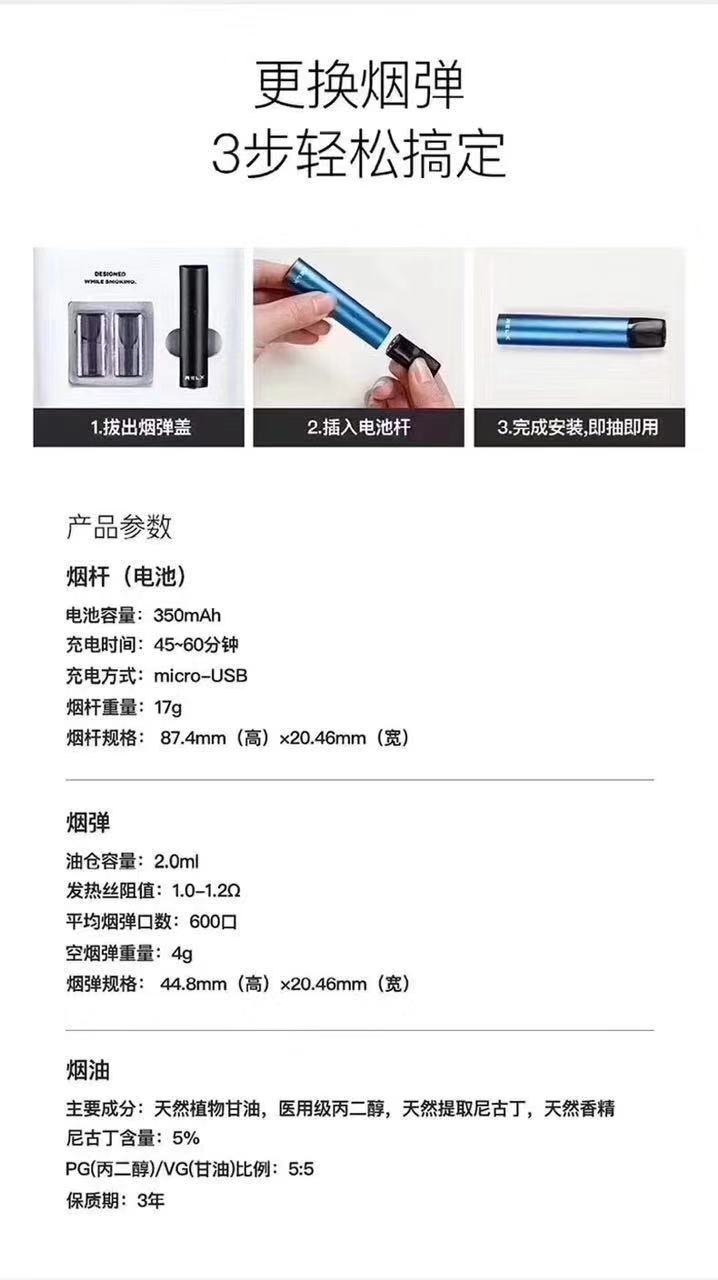 更换烟弹
3步轻松搞定
DESIGNED
WHILE SMOKING.
RELX
RELX
RELX
1.拔出烟弹盖
2.插入电池杆
3.完成安装,即抽即用
产品参数
烟杆（电池）
电池容量：350mAh
充电时间：45~60分钟
充电方式：micro-USB
烟杆重量：17g
烟杆规格： 87.4mm（高）×20.46mm（宽）
烟弹
油仓容量：2.0ml
发热丝阻值：1.0-1.2Ω
平均烟弹口数：600口
空烟弹重量：4g
烟弹规格： 44.8mm（高）×20.46mm（宽）
烟油
主要成分：天然植物甘油，医用级丙二醇，天然提取尼古丁，天然香精
尼古丁含量：5%
PG(丙二醇)/VG(甘油)比例：5:5
保质期：3年